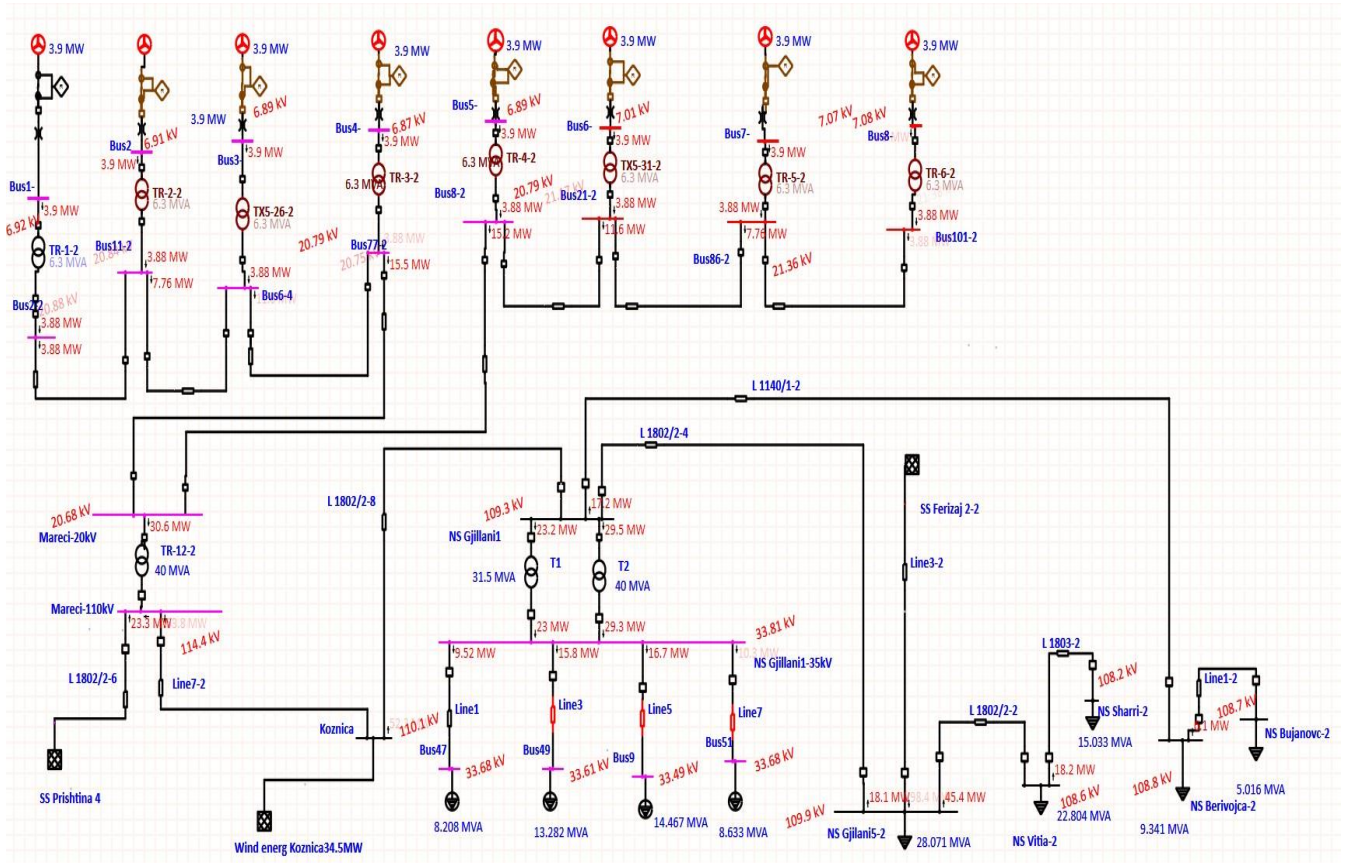 3.9 MW
3.9 MW
3.9 MW
3.9 MW
3.9 MW
3.9 MW
3.9 MW
6.89 kV
3.9 MW
6.87 kV
6.89 kV
7.01 kV
7.07 kV
7.08 kV
Bus2
6.91 kV
Bus3-
Bus4-
Bus5-
Bus6-
Bus7-
Bus8-
3.9 MW
3.9 MW
3.9 MW
3.9 MW
3.9 MW
3.9 MW
Bus1-
3.9 MW
6.92 kV
TR-1-2
6.3 MVA
TR-2-2
6.3 MVA
TX5-26-2
6.3 MVA
TR-3-2
6.3 MVA
TR-4-2
6.3 MVA
TX5-31-2
6.3 MVA
TR-5-2
6.3 MVA
TR-6-2
6.3 MVA
Bus8-2
20.79 kV
Bus21-2
3.88 MW
15.2 MW
3.88 MW
11.6 MW
3.88 MW
7.76 MW
3.88 MW
Bus101-2
Bus86-2
21.36 kV
Bus11-2
3.88 MW
7.76 MW
3.88 MW
Bus6-4
20.79 kV
Bus77-2
3.88 MW
20.75 kV
15.5 MW
3.88 MW
3.88 MW
L 1140/1-2
L 1802/2-4
L 1802/2-8
20.68 kV
Mareci-20kV
30.6 MW
TR-12-2
40 MVA
Mareci-110kV
23.3 MW
114.4 kV
L 1802/2-6
Line7-2
SS Prishtina 4
Koznica
110.1 kV
Wind energ Koznica34.5MW
109.3 kV
17.2 MW
NS Gjillani1
23.2 MW
29.5 MW
T1
31.5 MVA
T2
40 MVA
23 MW
29.3 MW
33.81 kV
NS Gjillani1-35kV
9.52 MW
15.8 MW
16.7 MW
10.3 MW
Line1
Line3
Line5
Line7
Bus47
Bus49
Bus9
Bus51
33.68 kV
33.61 kV
33.49 kV
33.68 kV
8.208 MVA
13.282 MVA
14.467 MVA
8.633 MVA
SS Ferizaj 2-2
Line3-2
109.9 kV
18.1 MW
45.4 MW
NS Gjilani5-2
28.071 MVA
L 1802/2-2
18.2 MW
108.6 kV
22.804 MVA
NS Vitia-2
L 1803-2
108.2 kV
NS Sharri-2
15.033 MVA
Line1-2
108.7 kV
NS Bujanovc-2
5.016 MVA
108.8 kV
NS Berivojca-2
9.341 MVA